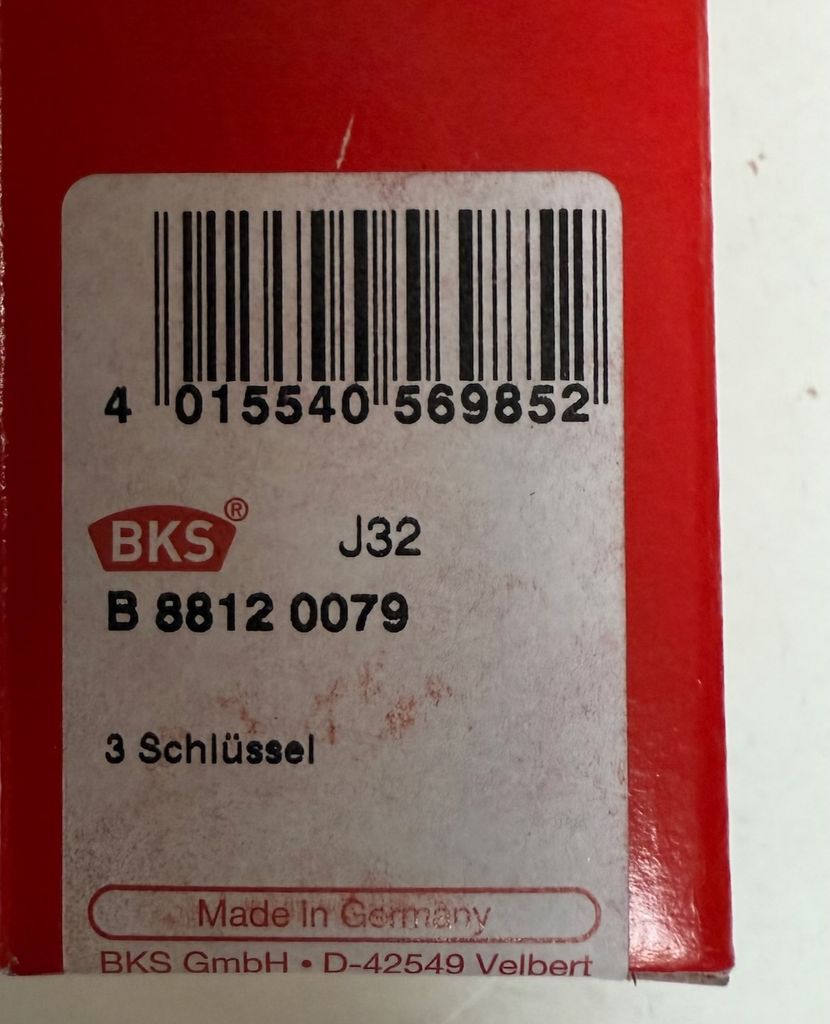 4 015540 569852
BKS® J32
B 8812 0079
3 Schlüssel
Made In Germany
BKS GmbH • D-42549 Velbert